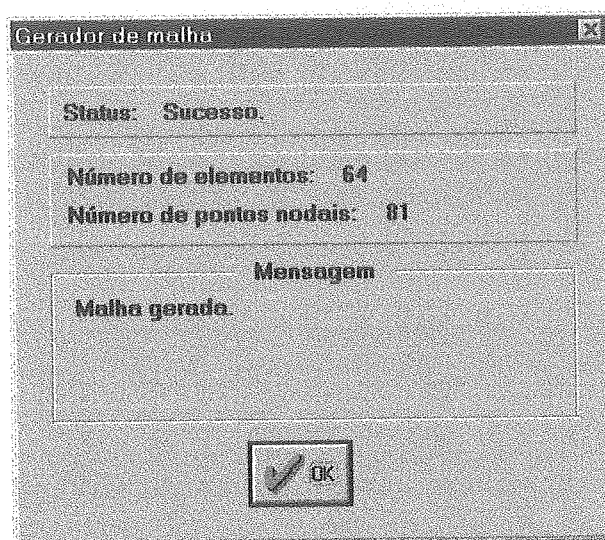 Gerador de malha
Status: Sucesso.
Número de elementos: 64
Número de pontos nodais: 81
Mensagem
Malha gerada.
OK